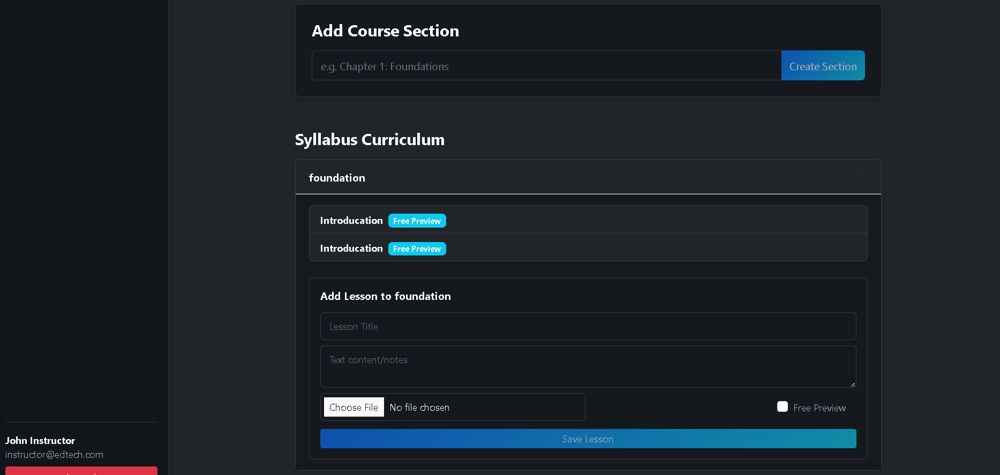 Add Course Section
e.g. Chapter 1: Foundations
Create Section
Syllabus Curriculum
foundation
Introducation Free Preview
Introducation Free Preview
Add Lesson to foundation
Lesson Title
Text content/notes
Choose File No file chosen
Free Preview
Save Lesson
John Instructor
instructor@edtech.com